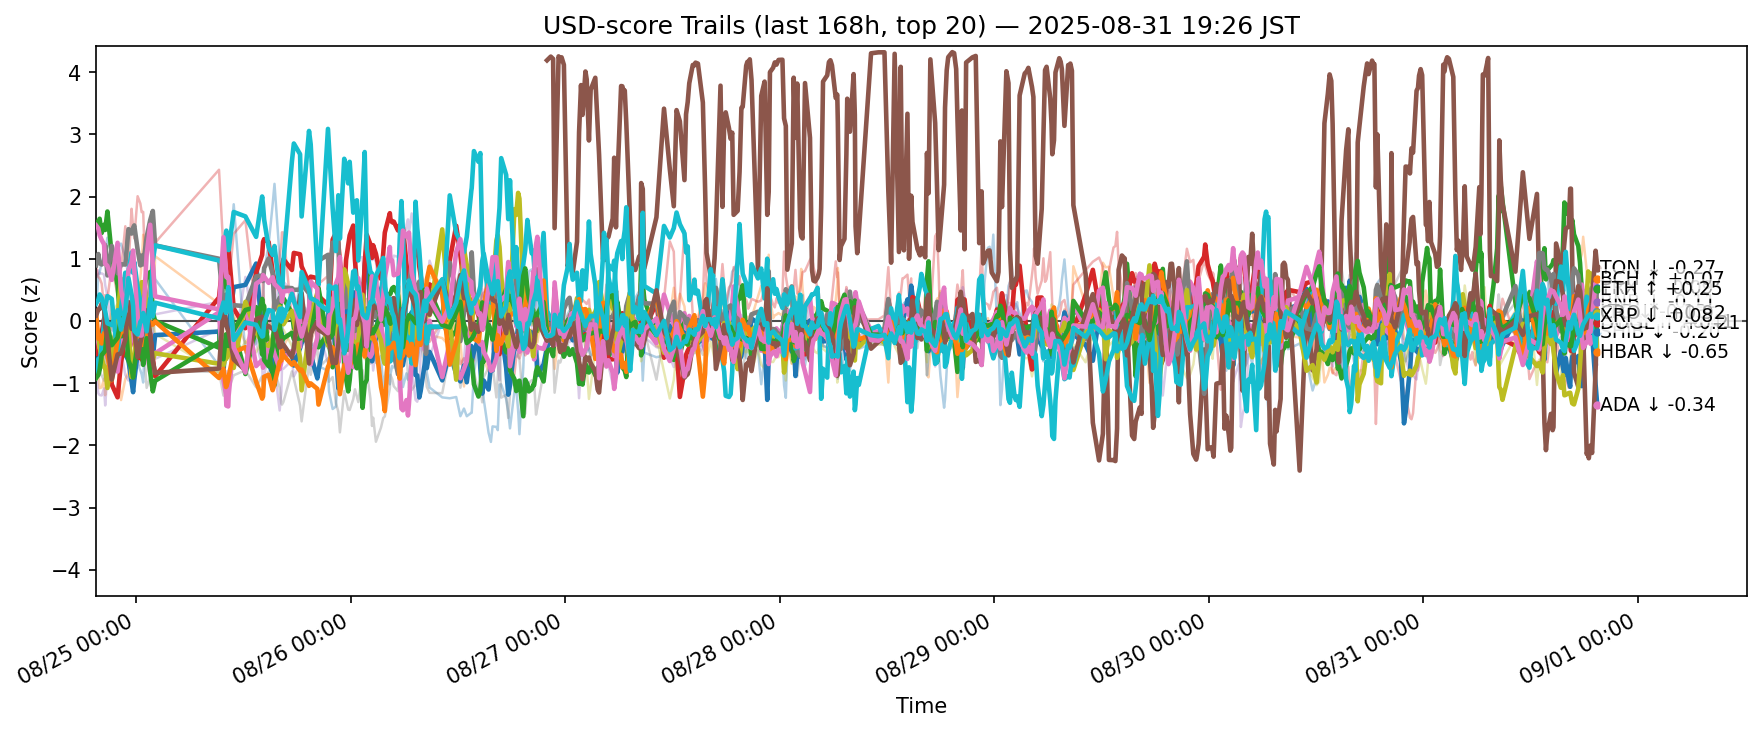 USD-score Trails (last 168h, top 20) — 2025-08-31 19:26 JST
Score (z)
4
3
2
1
0
−1
−2
−3
−4
TON ↓ -0.27
BCH ↑ +0.07
ETH ↑ +0.25
XRP ↓ -0.082
SHIB ↓ -0.20
HBAR ↓ -0.65
ADA ↓ -0.34
08/25 00:00
08/26 00:00
08/27 00:00
08/28 00:00
08/29 00:00
08/30 00:00
08/31 00:00
09/01 00:00
Time